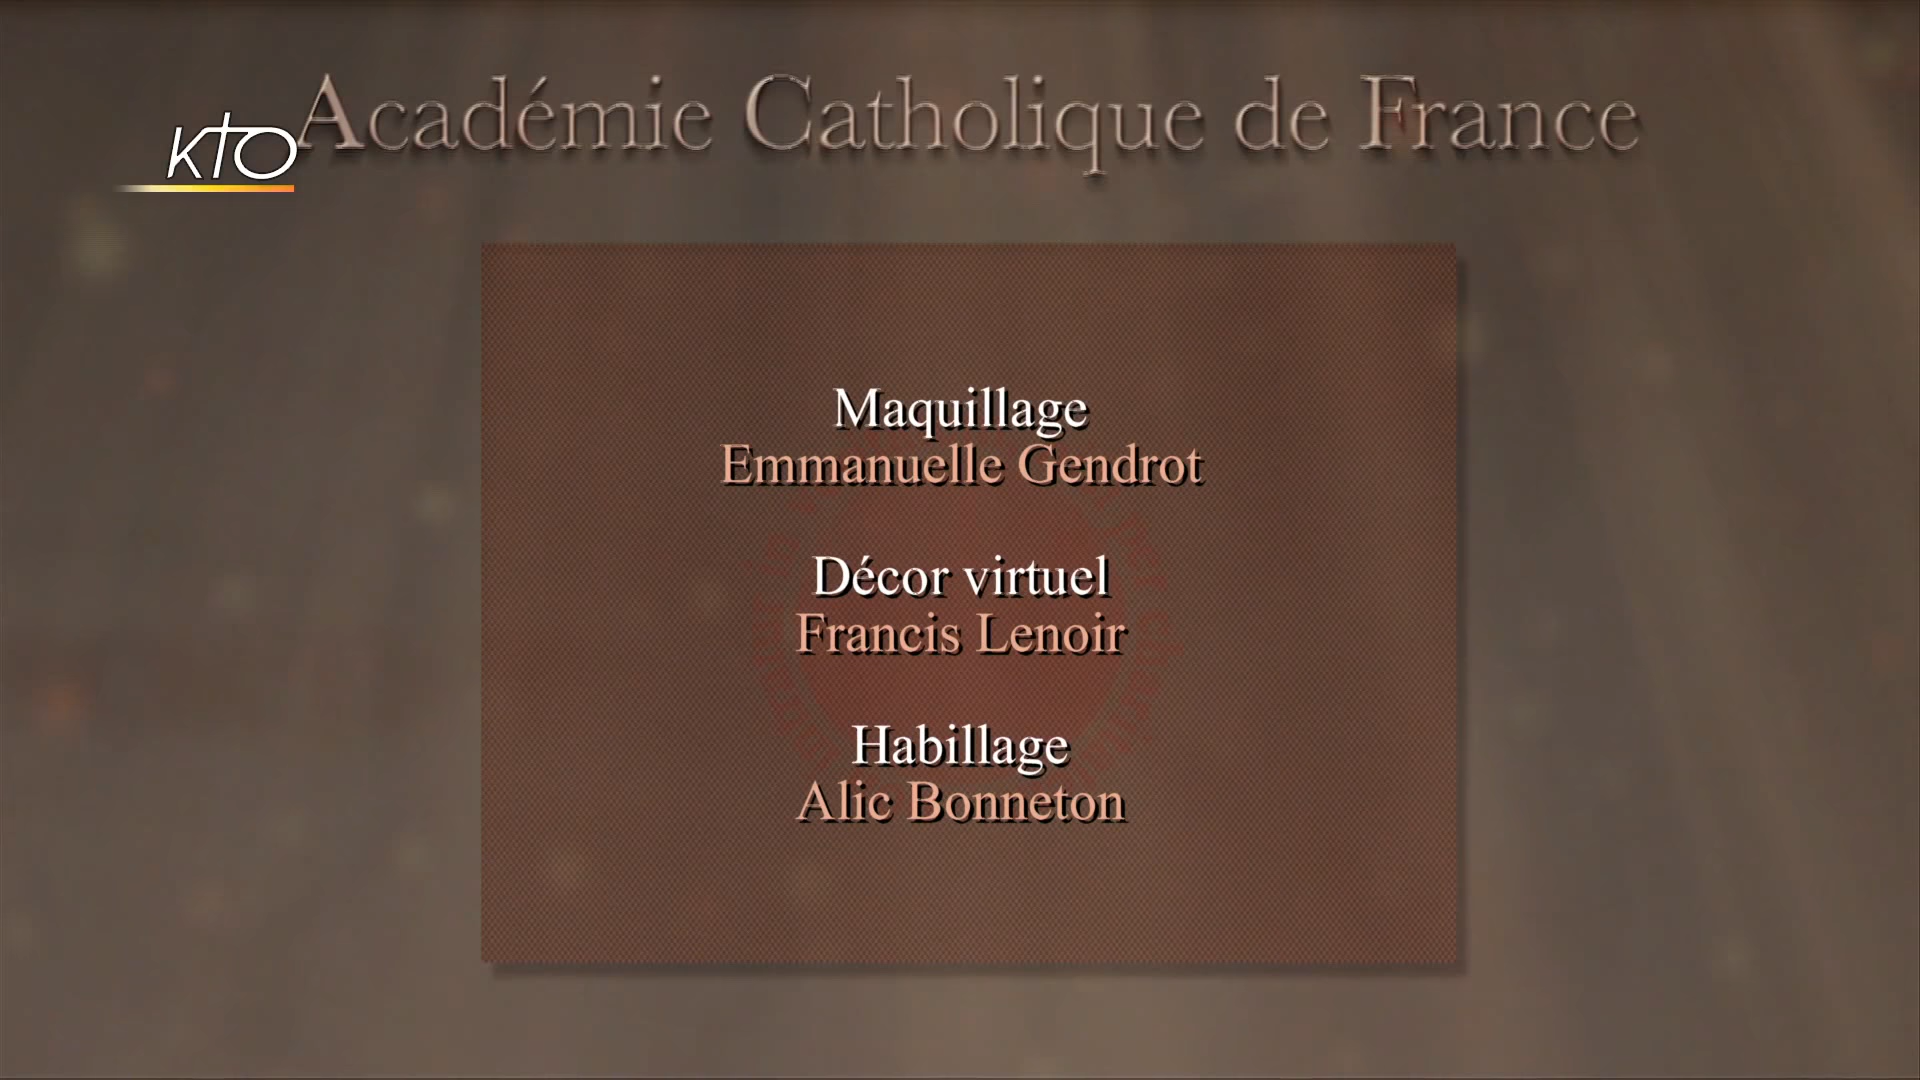 Académie Catholique de France
KTO
Maquillage
Emmanuelle Gendrot
Décor virtuel
Francis Lenoir
Habillage
Alic Bonneton